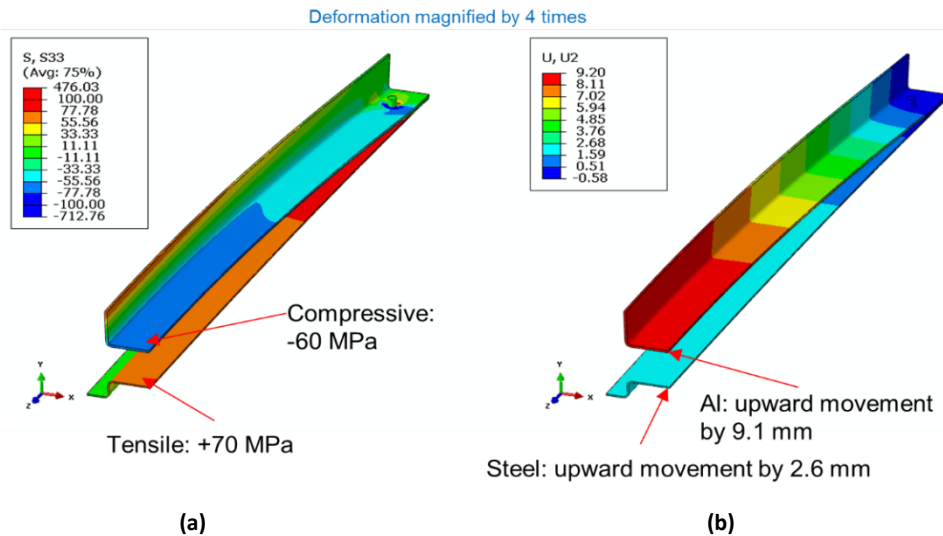 Deformation magnified by 4 times
S, S33
(Avg: 75%)
476.03
100.00
77.78
55.56
33.33
11.11
-11.11
-33.33
-55.56
-77.78
-100.00
-712.76
Compressive:
-60 MPa
Tensile: +70 MPa
Y
X
Z
(a)
U, U2
9.20
8.11
7.02
5.94
4.85
3.76
2.68
1.59
0.51
-0.58
Al: upward movement
by 9.1 mm
Steel: upward movement by 2.6 mm
Y
X
Z
(b)